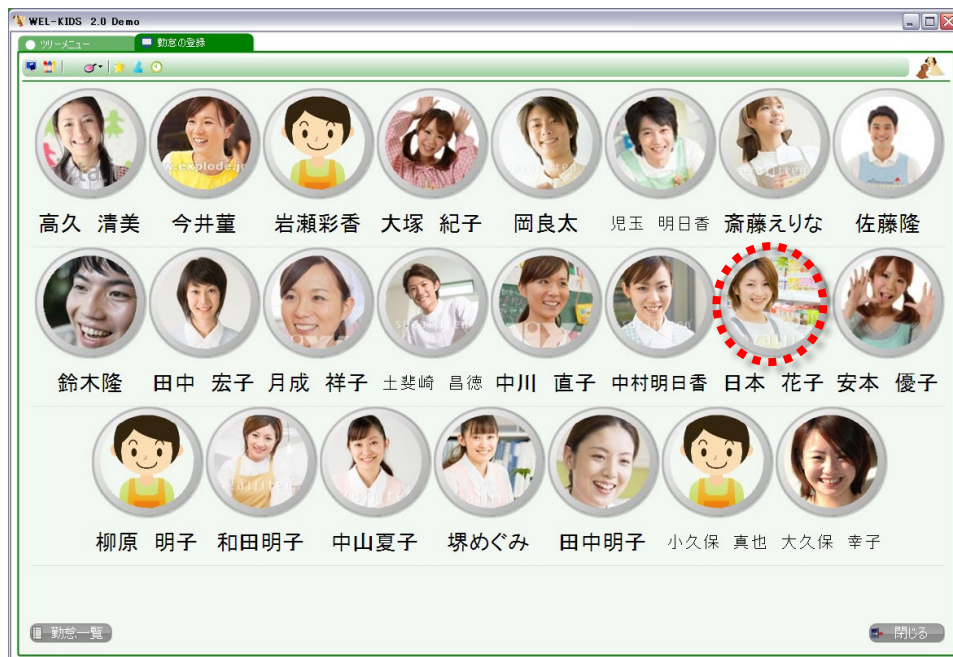 WEL-KIDS 2.0 Demo
ツリーメニュー 勤怠の登録
高久 清美 今井菫 岩瀬彩香 大塚 紀子 岡良太 児玉 明日香 斎藤えりな 佐藤隆
鈴木隆 田中 宏子 月成 祥子 土斐崎 昌徳 中川 直子 中村明日香 日本 花子 安本 優子
柳原 明子 和田明子 中山夏子 堺めぐみ 田中明子 小久保 真也 大久保 幸子
勤怠一覧 閉じる